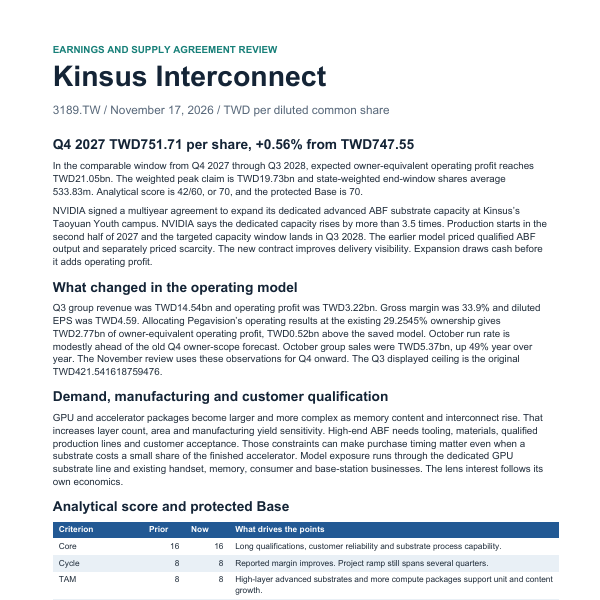 EARNINGS AND SUPPLY AGREEMENT REVIEW
Kinsus Interconnect
3189.TW / November 17, 2026 / TWD per diluted common share
Q4 2027 TWD751.71 per share, +0.56% from TWD747.55
In the comparable window from Q4 2027 through Q3 2028, expected owner-equivalent operating profit reaches
TWD21.05bn. The weighted peak claim is TWD19.73bn and state-weighted end-window shares average
533.83m. Analytical score is 42/60, or 70, and the protected Base is 70.
NVIDIA signed a multiyear agreement to expand its dedicated advanced ABF substrate capacity at Kinsus's
Taoyuan Youth campus. NVIDIA says the dedicated capacity rises by more than 3.5 times. Production starts in the
second half of 2027 and the targeted capacity window lands in Q3 2028. The earlier model priced qualified ABF
output and separately priced scarcity. The new contract improves delivery visibility. Expansion draws cash before
it adds operating profit.
What changed in the operating model
Q3 group revenue was TWD14.54bn and operating profit was TWD3.22bn. Gross margin was 33.9% and diluted
EPS was TWD4.59. Allocating Pegavision's operating results at the existing 29.2545% ownership gives
TWD2.77bn of owner-equivalent operating profit, TWD0.52bn above the saved model. October run rate is
modestly ahead of the old Q4 owner-scope forecast. October group sales were TWD5.37bn, up 49% year over
year. The November review uses these observations for Q4 onward. The Q3 displayed ceiling is the original
TWD421.541618759476.
Demand, manufacturing and customer qualification
GPU and accelerator packages become larger and more complex as memory content and interconnect rise. That
increases layer count, area and manufacturing yield sensitivity. High-end ABF needs tooling, materials, qualified
production lines and customer acceptance. Those constraints can make purchase timing matter even when a
substrate costs a small share of the finished accelerator. Model exposure runs through the dedicated GPU
substrate line and existing handset, memory, consumer and base-station businesses. The lens interest follows its
own economics.
Analytical score and protected Base
Criterion Prior Now What drives the points
Core 16 16 Long qualifications, customer reliability and substrate process capability.
Cycle 8 8 Reported margin improves. Project ramp still spans several quarters.
TAM 8 8 High-layer advanced substrates and more compute packages support unit and content
growth.